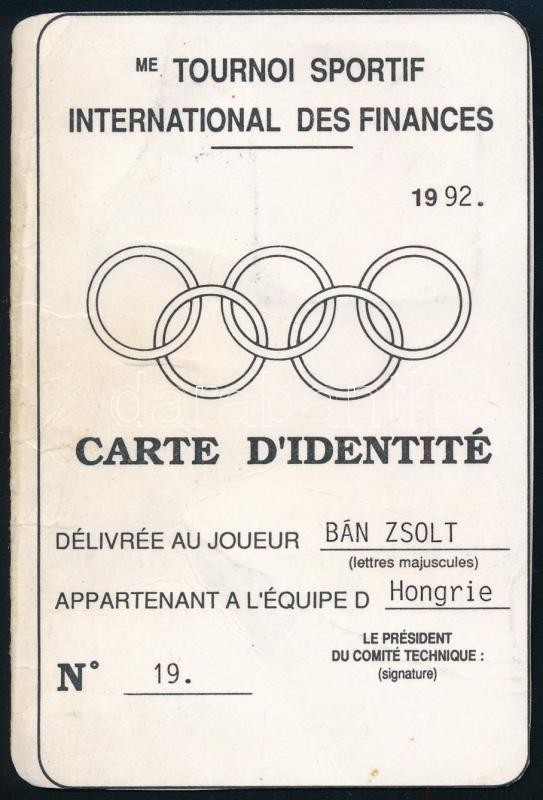 ME TOURNOI SPORTIF
INTERNATIONAL DES FINANCES
1992.
CARTE D'IDENTITÉ
DÉLIVRÉE AU JOUEUR BÁN ZSOLT
(lettres majuscules)
APPARTENANT A L'ÉQUIPE D Hongrie
LE PRÉSIDENT
DU COMITÉ TECHNIQUE :
(signature)
N° 19.